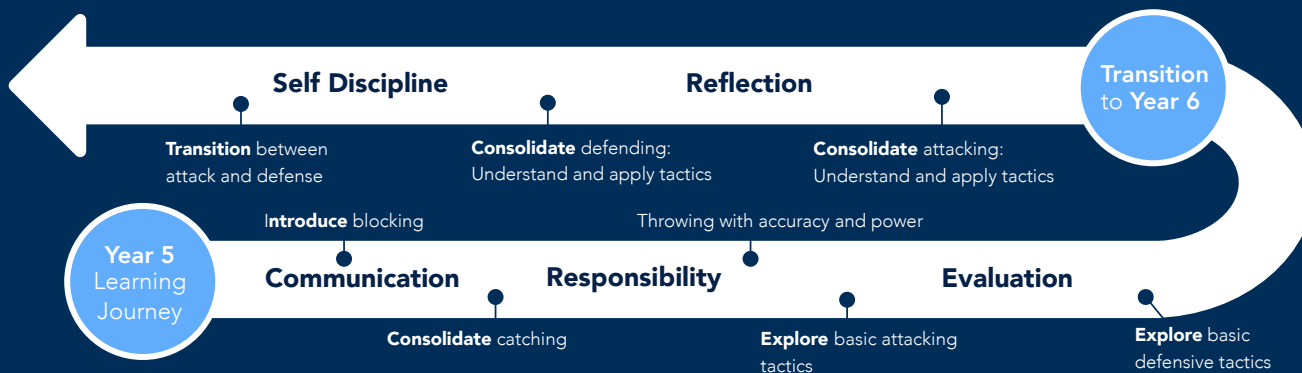 Self Discipline
Reflection
Transition
to Year 6
Transition between
attack and defense
Consolidate defending:
Understand and apply tactics
Consolidate attacking:
Understand and apply tactics
Introduce blocking
Throwing with accuracy and power
Year 5
Learning
Journey
Communication
Responsibility
Evaluation
Consolidate catching
Explore basic attacking
tactics
Explore basic
defensive tactics